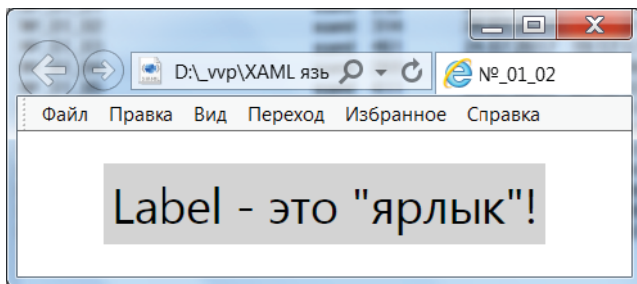 D:\_vvp\XAML язь
№_01_02
Файл Правка Вид Переход Избранное Справка
Label - это "ярлык"!